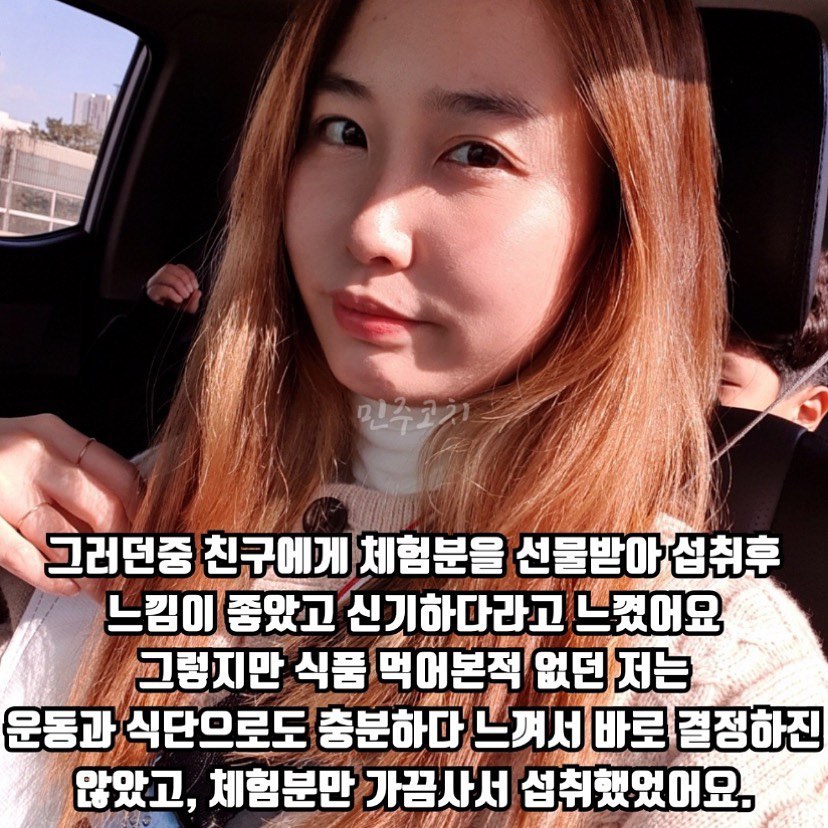 민주코치
그러던중 친구에게 체험분을 선물받아 섭취후
느낌이 좋았고 신기하다라고 느꼈어요
그렇지만 식품 먹어본적 없던 저는
운동과 식단으로도 충분하다 느껴서 바로 결정하진
않았고, 체험분만 가끔사서 섭취했었어요.